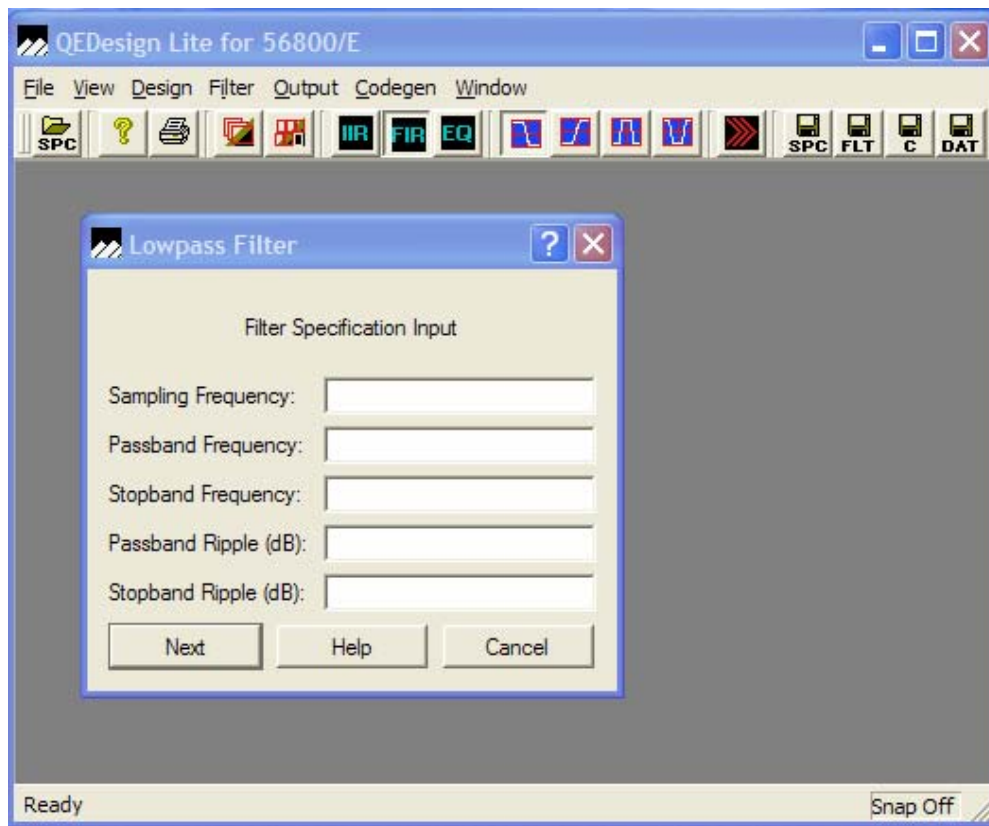 QEDesign Lite for 56800/E
File View Design Filter Output Codegen Window
SPC ? IIR FIR EQ SPC FLT C DAT
Lowpass Filter ?
Filter Specification Input
Sampling Frequency:
Passband Frequency:
Stopband Frequency:
Passband Ripple (dB):
Stopband Ripple (dB):
Next Help Cancel
Ready Snap Off